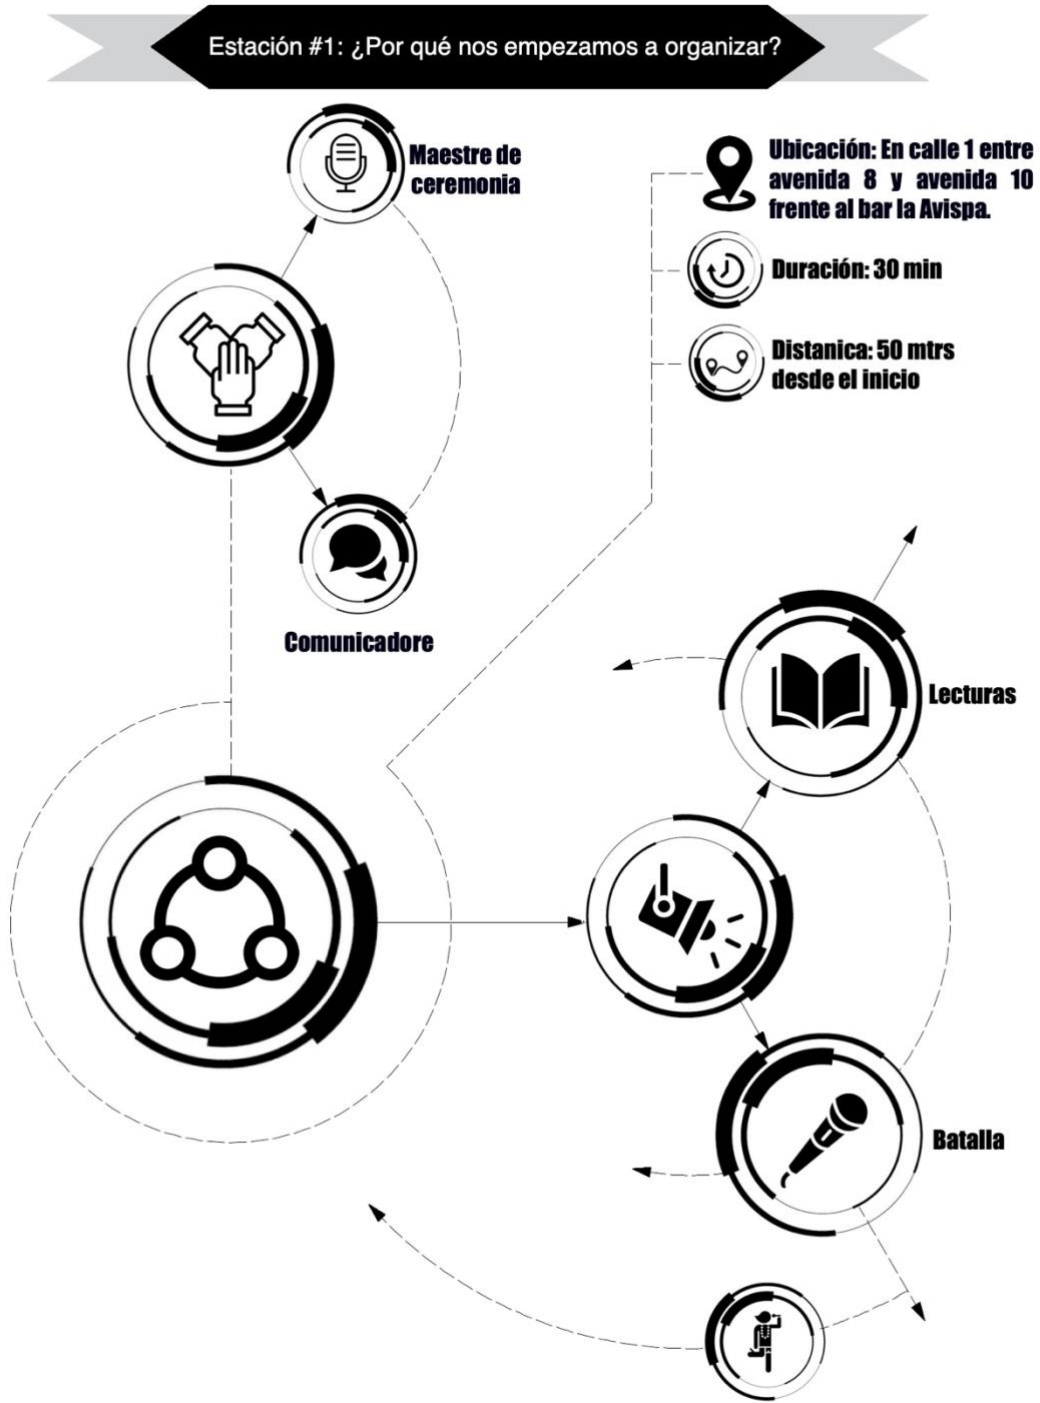 Estación #1: ¿Por qué nos empezamos a organizar?
Maestre de
ceremonia
Ubicación: En calle 1 entre
avenida 8 y avenida 10
frente al bar la Avispa.
Duración: 30 min
Distanica: 50 mtrs
desde el inicio
Comunicadore
Lecturas
Batalla